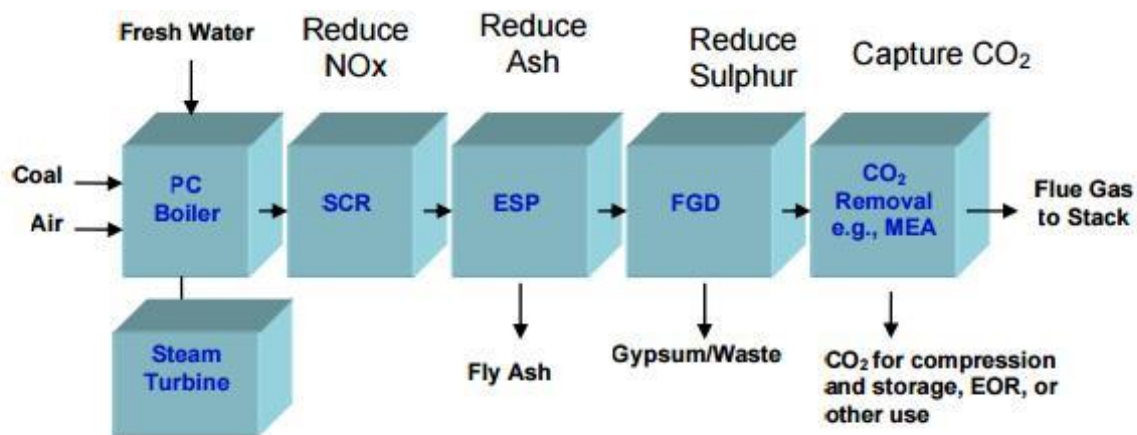 Fresh Water
Reduce
NOx
Reduce
Ash
Reduce
Sulphur
Capture CO₂
Coal
Air
PC
Boiler
SCR
ESP
FGD
CO₂
Removal
e.g., MEA
Flue Gas
to Stack
Steam
Turbine
Fly Ash
Gypsum/Waste
CO₂ for compression
and storage, EOR, or
other use